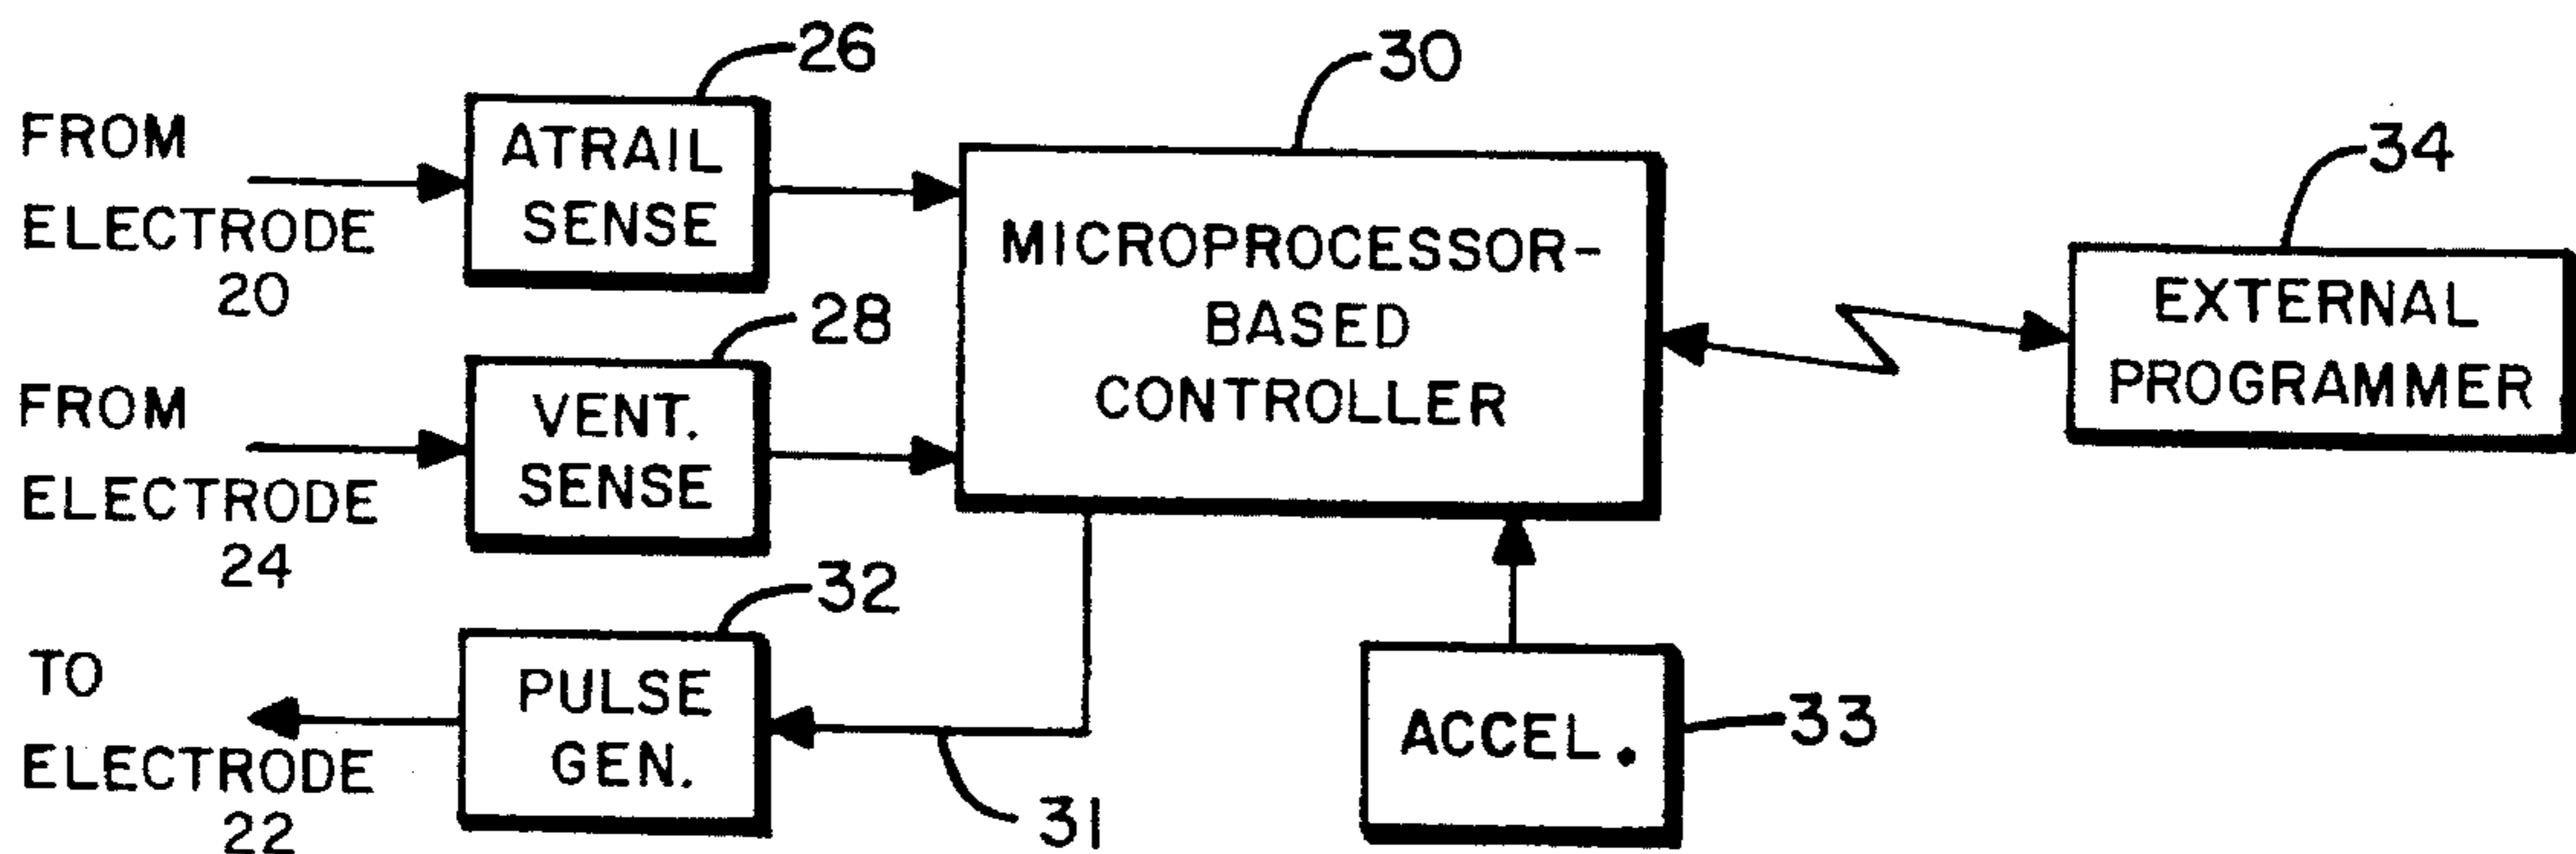 26
FROM
ELECTRODE
20
ATRAIL
SENSE
30
MICROPROCESSOR-
BASED
CONTROLLER
34
EXTERNAL
PROGRAMMER
28
FROM
ELECTRODE
24
VENT.
SENSE
32
TO
ELECTRODE
22
PULSE
GEN.
31
ACCEL.
33